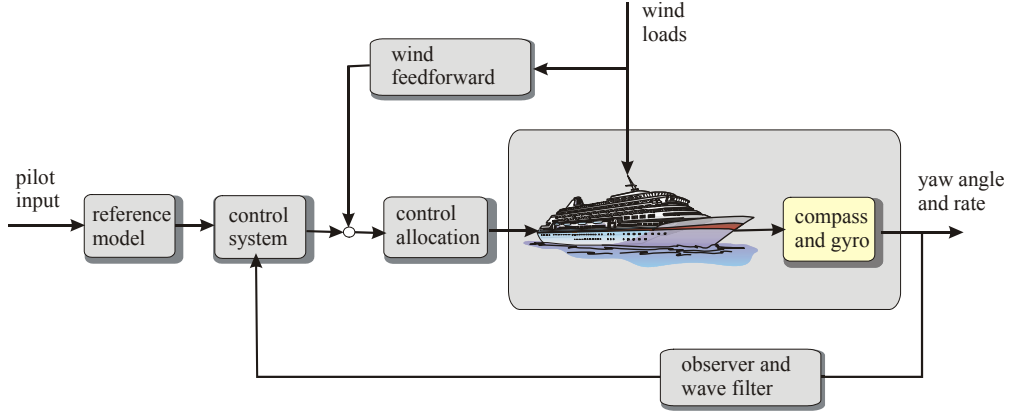 wind
loads
wind
feedforward
pilot
input
reference
model
control
system
control
allocation
compass
and gyro
yaw angle
and rate
observer and
wave filter